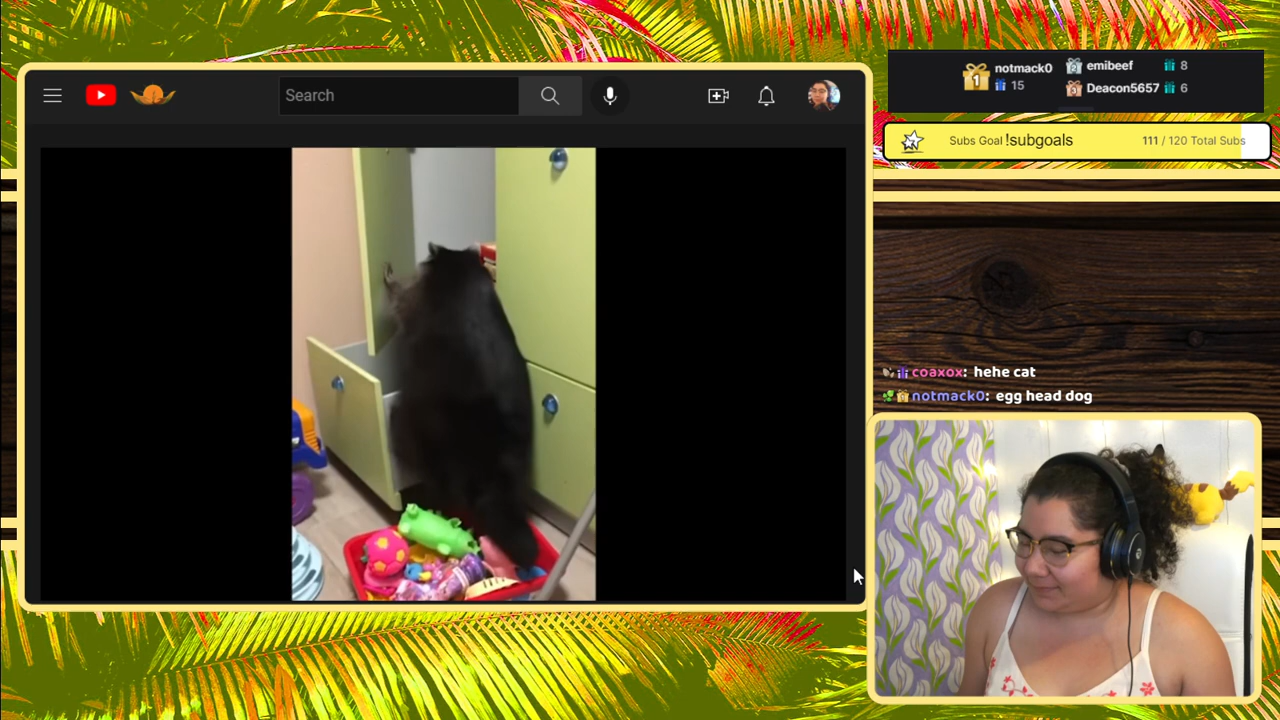 Search
notmack0
15
emibeef 8
Deacon5657 6
Subs Goal !subgoals 111 / 120 Total Subs
coaxox: hehe cat
notmack0: egg head dog